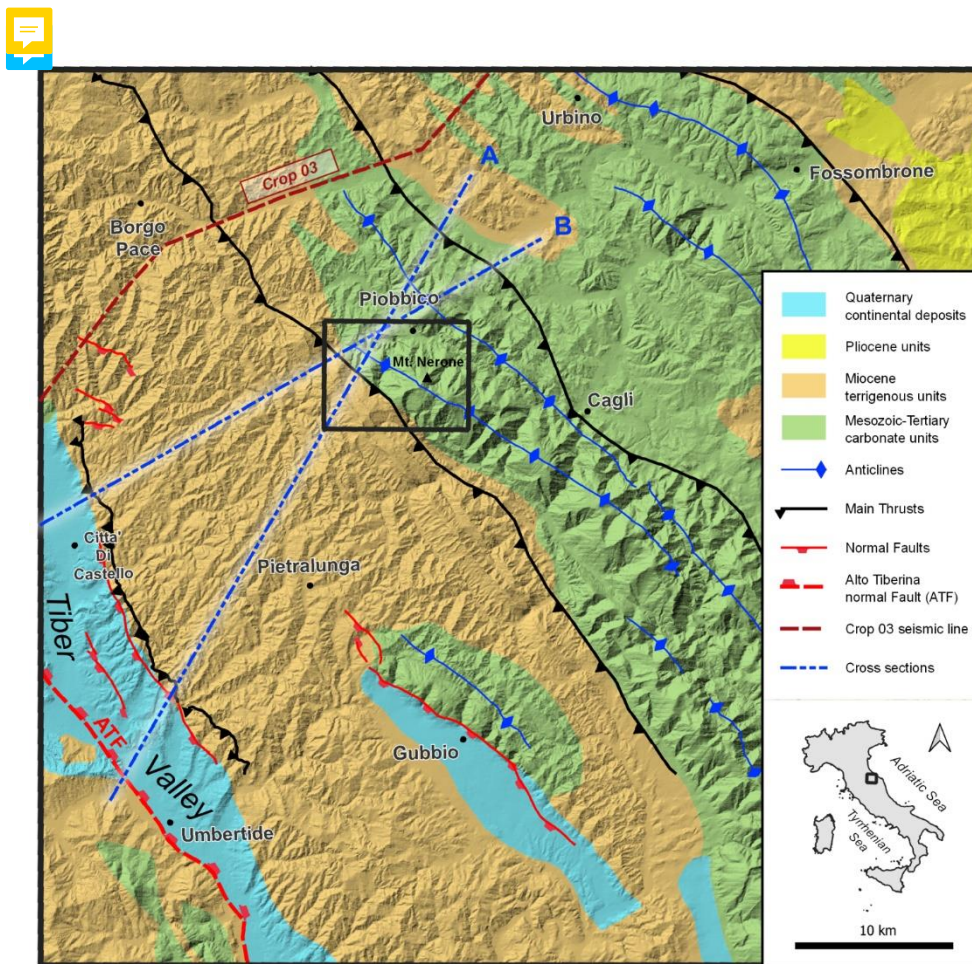 Urbino
A
Fossombrone
Crop 03
Borgo
Pace
B
Piobbico
Mt. Nerone
Cagli
Citta'
Di
Castello
Pietralunga
Tiber
ATF
Valley
Gubbio
Umbertide
Quaternary
continental deposits
Pliocene units
Miocene
terrigenous units
Mesozoic-Tertiary
carbonate units
Anticlines
Main Thrusts
Normal Faults
Alto Tiberina
normal Fault (ATF)
Crop 03 seismic line
Cross sections
Adriatic Sea
Tyrrhenian
Sea
10 km